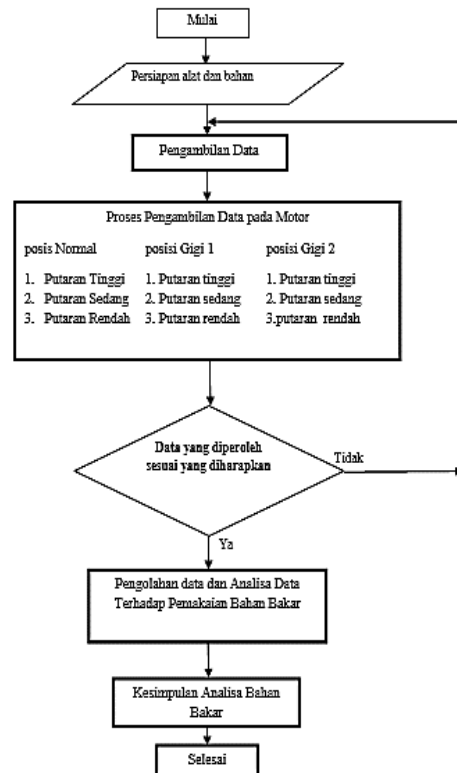 Mulai
Persiapan alat dan bahan
Pengambilan Data
Proses Pengambilan Data pada Motor
posis Normal posisi Gigi 1 posisi Gigi 2
1. Putaran Tinggi 1. Putaran tinggi 1. Putaran tinggi
2. Putaran Sedang 2. Putaran sedang 2. Putaran sedang
3. Putaran Rendah 3. Putaran rendah 3.putaran rendah
Data yang diperoleh
sesuai yang diharapkan
Tidak
Ya
Pengolahan data dan Analisa Data
Terhadap Pemakaian Bahan Bakar
Kesimpulan Analisa Bahan
Bakar
Selesai